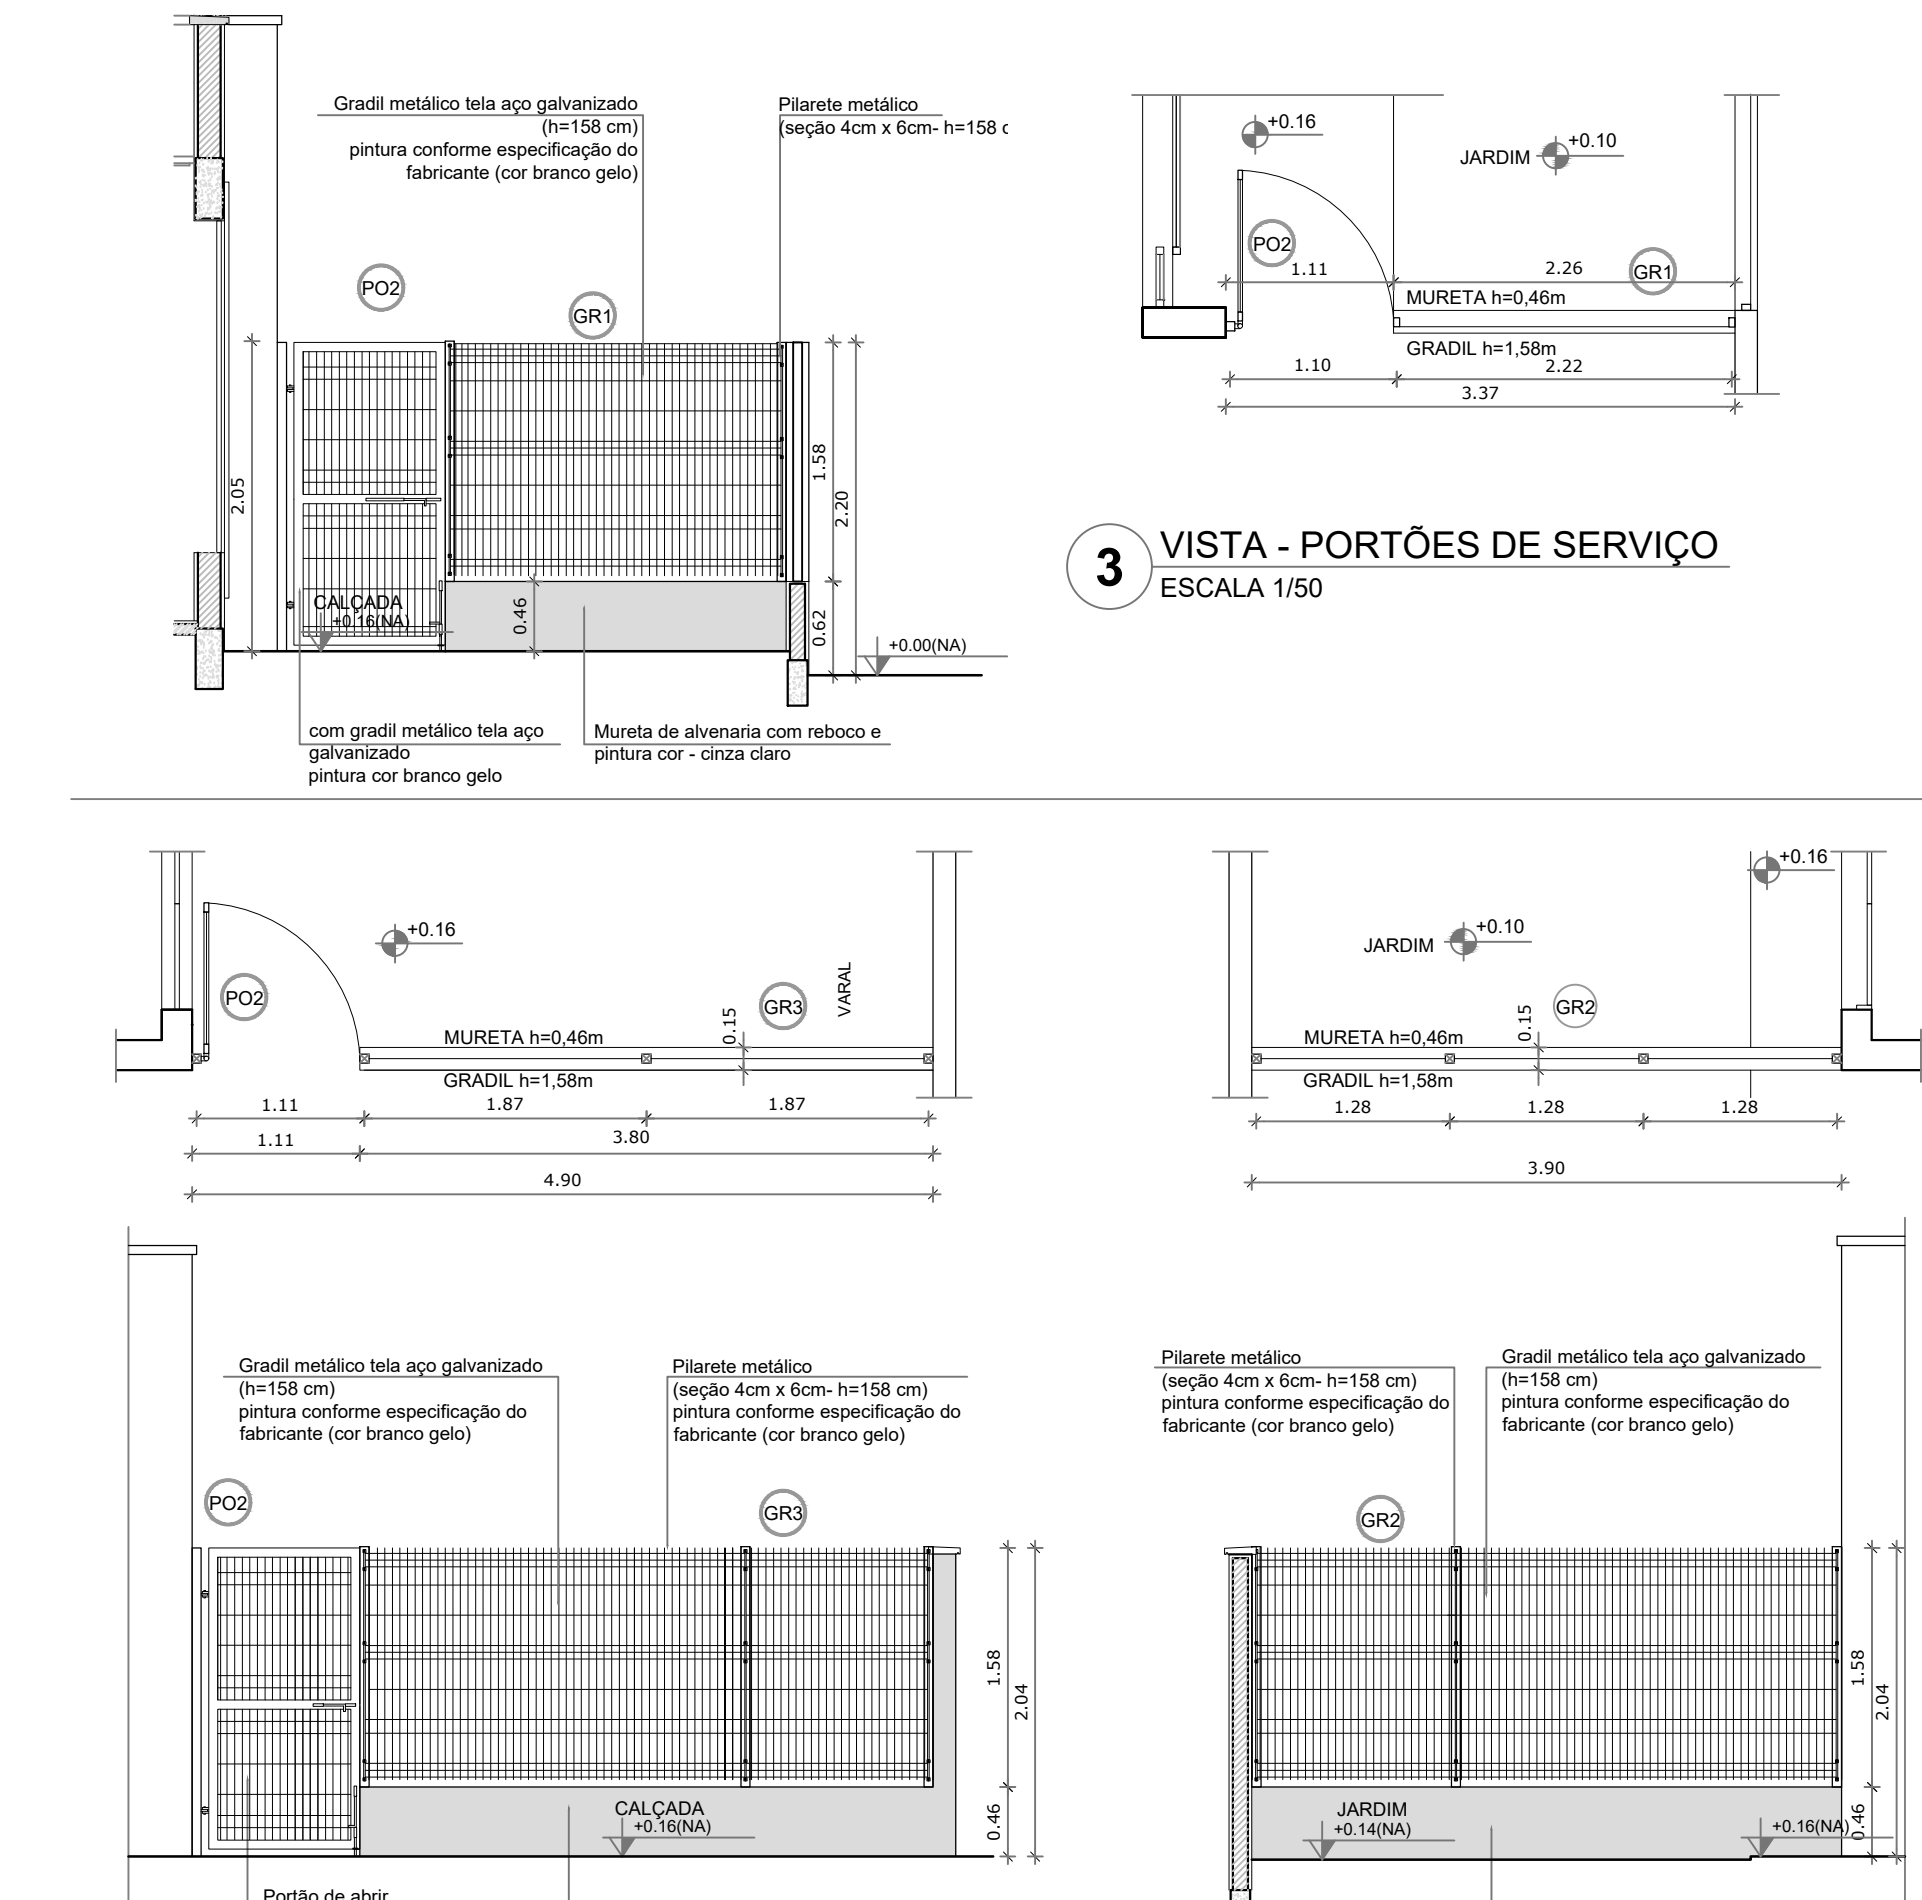 Gradil metálico tela aço galvanizado
(h=158 cm)
pintura conforme especificação do
fabricante (cor branco gelo)
Pilarete metálico
(seção 4cm x 6cm- h=158 c
PO2
GR1
2.05
1.58
2.20
0.46
0.62
CALÇADA
+0.16(NA)
+0.00(NA)
com gradil metálico tela aço
galvanizado
pintura cor branco gelo
Mureta de alvenaria com reboco e
pintura cor - cinza claro
+0.16
JARDIM
+0.10
PO2
1.11
2.26
GR1
MURETA h=0,46m
GRADIL h=1,58m
1.10
2.22
3.37
3
VISTA - PORTÕES DE SERVIÇO
ESCALA 1/50
+0.16
PO2
GR3
VARAL
0.15
MURETA h=0,46m
GRADIL h=1,58m
1.11
1.87
1.87
1.11
3.80
4.90
+0.16
JARDIM
+0.10
GR2
0.15
MURETA h=0,46m
GRADIL h=1,58m
1.28
1.28
1.28
3.90
Gradil metálico tela aço galvanizado
(h=158 cm)
pintura conforme especificação do
fabricante (cor branco gelo)
Pilarete metálico
(seção 4cm x 6cm- h=158 cm)
pintura conforme especificação do
fabricante (cor branco gelo)
PO2
GR3
1.58
2.04
0.46
CALÇADA
+0.16(NA)
Portão de abrir
Pilarete metálico
(seção 4cm x 6cm- h=158 cm)
pintura conforme especificação do
fabricante (cor branco gelo)
Gradil metálico tela aço galvanizado
(h=158 cm)
pintura conforme especificação do
fabricante (cor branco gelo)
GR2
1.58
2.04
0.46
JARDIM
+0.14(NA)
+0.16(NA)